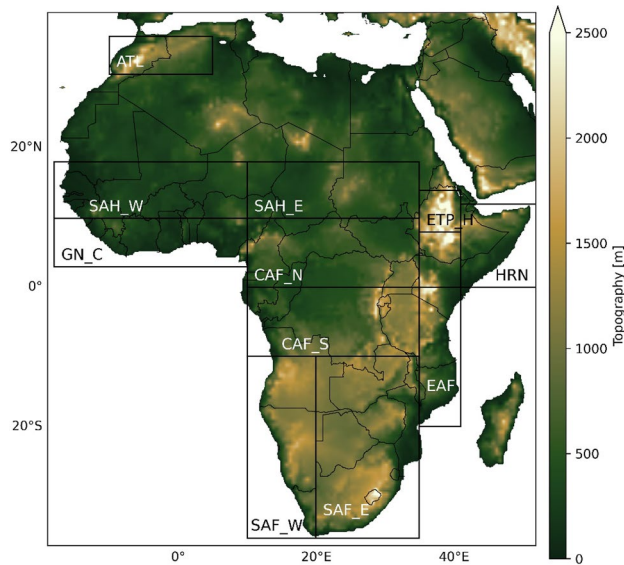 2500
ATL
2000
20°N
SAH_W
SAH_E
ETP_H
1500
GN_C
CAF_N
HRN
0°
Topography [m]
1000
CAF_S
EAF
20°S
500
SAF_E
SAF_W
0
0°
20°E
40°E